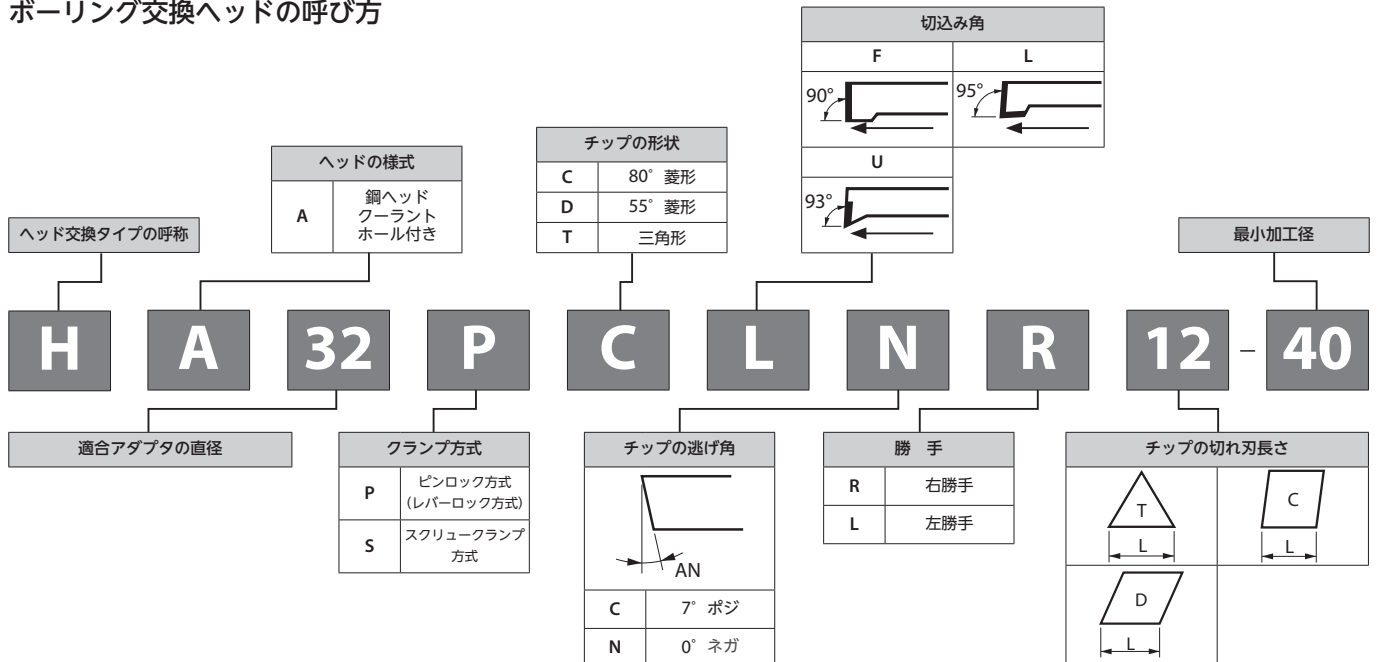 ボーリング交換ヘッドの呼び方
切込み角
F L
90° 95°
U
93°
チップの形状
C 80° 菱形
D 55° 菱形
T 三角形
ヘッドの様式
A 鋼ヘッド
クーラント
ホール付き
ヘッド交換タイプの呼称
最小加工径
H A 32 P C L N R 12 – 40
適合アダプタの直径
クランプ方式
P ピンロック方式
(レバーロック方式)
S スクリュークランプ
方式
チップの逃げ角
AN
C 7° ポジ
N 0° ネガ
勝 手
R 右勝手
L 左勝手
チップの切れ刃長さ
T C
L L
D
L